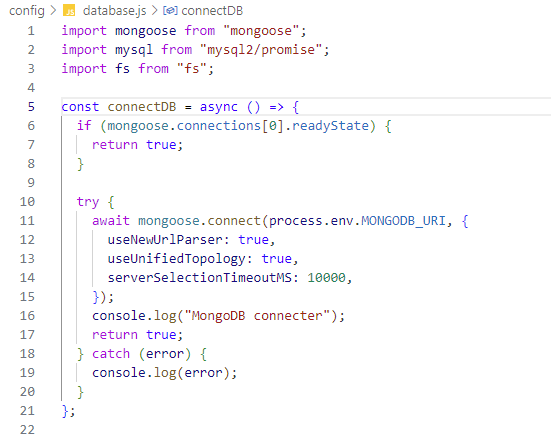 config > JS database.js > connectDB
1 import mongoose from "mongoose";
2 import mysql from "mysql2/promise";
3 import fs from "fs";
4
5 const connectDB = async () => {
6   if (mongoose.connections[0].readyState) {
7     return true;
8   }
9
10   try {
11     await mongoose.connect(process.env.MONGODB_URI, {
12       useNewUrlParser: true,
13       useUnifiedTopology: true,
14       serverSelectionTimeoutMS: 10000,
15     });
16     console.log("MongoDB connecter");
17     return true;
18   } catch (error) {
19     console.log(error);
20   }
21 };
22